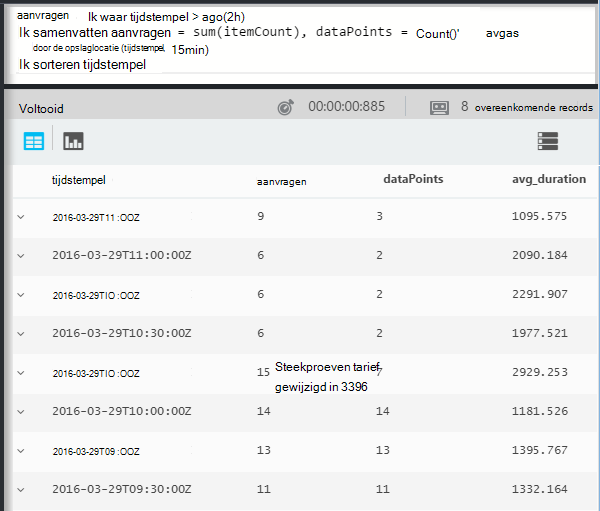 aanvragen Ik waar tijdstempel > ago(2h)
Ik samenvatten aanvragen = sum(itemCount), dataPoints = Count()' avgas
door de opslaglocatie (tijdstempel, 15min)
Ik sorteren tijdstempel
Voltooid 00:00:00:885 8 overeenkomende records
tijdstempel aanvragen dataPoints avg_duration
2016-03-29T11 :OOZ 9 3 1095.575
2016-03-29T11:00:00Z 6 2 2090.184
2016-03-29TIO :OOZ 6 2 2291.907
2016-03-29T10:30:00Z 6 2 1977.521
2016-03-29TIO :OOZ 15 7 2929.253
Steekproeven tarief
gewijzigd in 3396
2016-03-29T10:00:00Z 14 14 1181.526
2016-03-29T09 :OOZ 13 13 1395.767
2016-03-29T09:30:00Z 11 11 1332.164